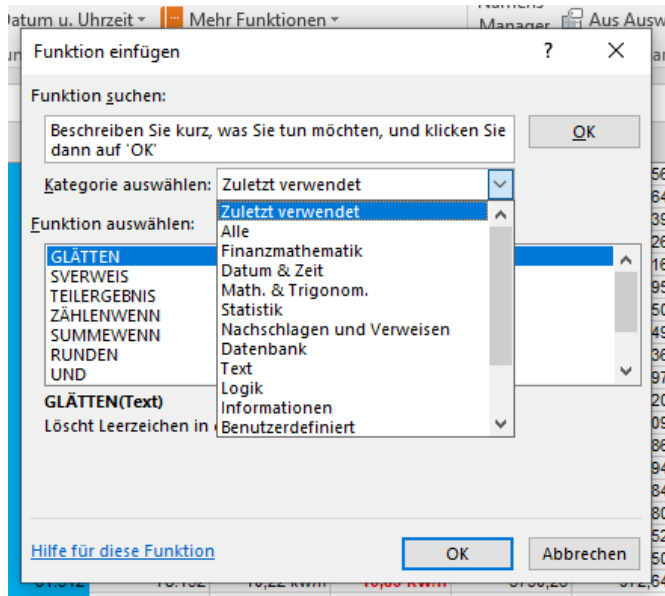 Datum u. Uhrzeit Mehr Funktionen
Manager Aus Ausw
Funktion einfügen ? ×
Funktion suchen:
Beschreiben Sie kurz, was Sie tun möchten, und klicken Sie
dann auf 'OK'
OK
Kategorie auswählen: Zuletzt verwendet
Funktion auswählen:
Zuletzt verwendet
Alle
Finanzmathematik
Datum & Zeit
Math. & Trigonom.
Statistik
Nachschlagen und Verweisen
Datenbank
Text
Logik
Informationen
Benutzerdefiniert
GLÄTTEN
SVERWEIS
TEILERGEBNIS
ZÄHLENWENN
SUMMEWENN
RUNDEN
UND
GLÄTTEN(Text)
Löscht Leerzeichen in
Hilfe für diese Funktion
OK
Abbrechen